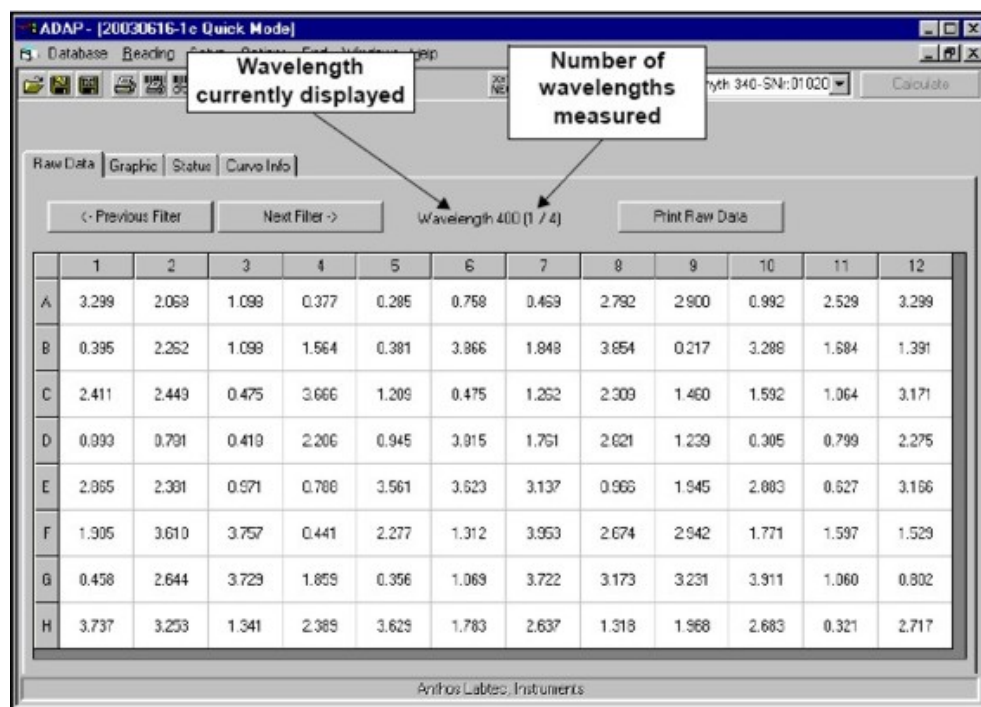 ADAP - [20030616-1c Quick Mode]
Database Reading
Wavelength
currently displayed
Number of
wavelengths
measured
340-SNr:01020
Calculate
Raw Data Graphic Status Curve Info
<- Previous Filter Next Filter -> Wavelength 400 (1 / 4) Print Raw Data
1 2 3 4 5 6 7 8 9 10 11 12
A 3.299 2.068 1.098 0.377 0.285 0.758 0.469 2.792 2.900 0.992 2.529 3.299
B 0.395 2.262 1.098 1.564 0.381 3.866 1.848 3.854 0.217 3.288 1.684 1.391
C 2.411 2.449 0.475 3.666 1.209 0.475 1.262 2.309 1.460 1.592 1.064 3.171
D 0.893 0.781 0.418 2.206 0.945 3.815 1.761 2.821 1.239 0.305 0.799 2.275
E 2.865 2.381 0.971 0.788 3.561 3.623 3.137 0.966 1.945 2.883 0.627 3.166
F 1.905 3.610 3.757 0.441 2.277 1.312 3.953 2.674 2.942 1.771 1.597 1.529
G 0.458 2.644 3.729 1.859 0.356 1.069 3.722 3.173 3.231 3.911 1.060 0.802
H 3.737 3.253 1.341 2.389 3.629 1.783 2.637 1.318 1.968 2.683 0.321 2.717
Anthos Labtec Instruments